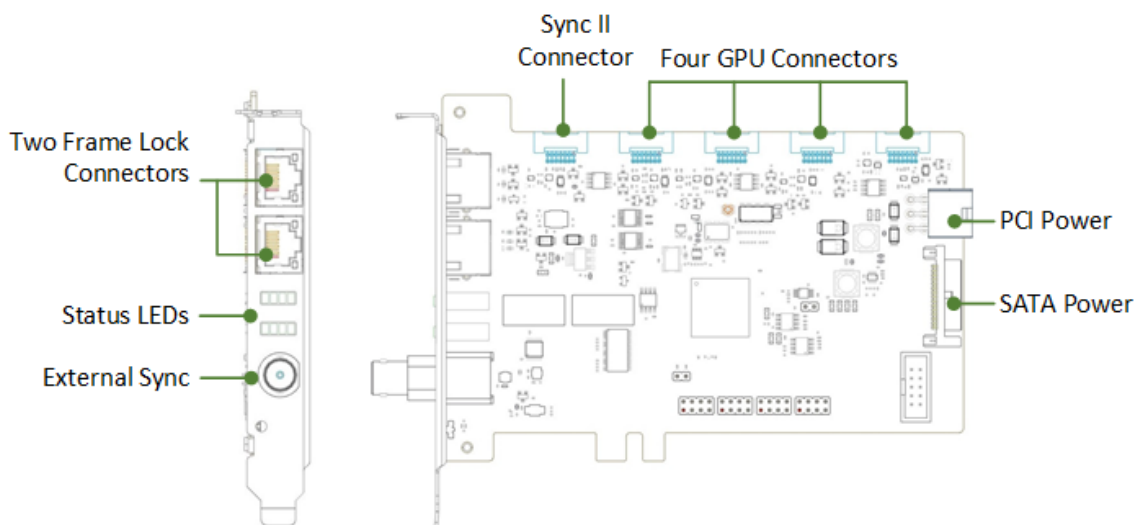 Sync II
Connector
Four GPU Connectors
Two Frame Lock
Connectors
PCI Power
Status LEDs
SATA Power
External Sync